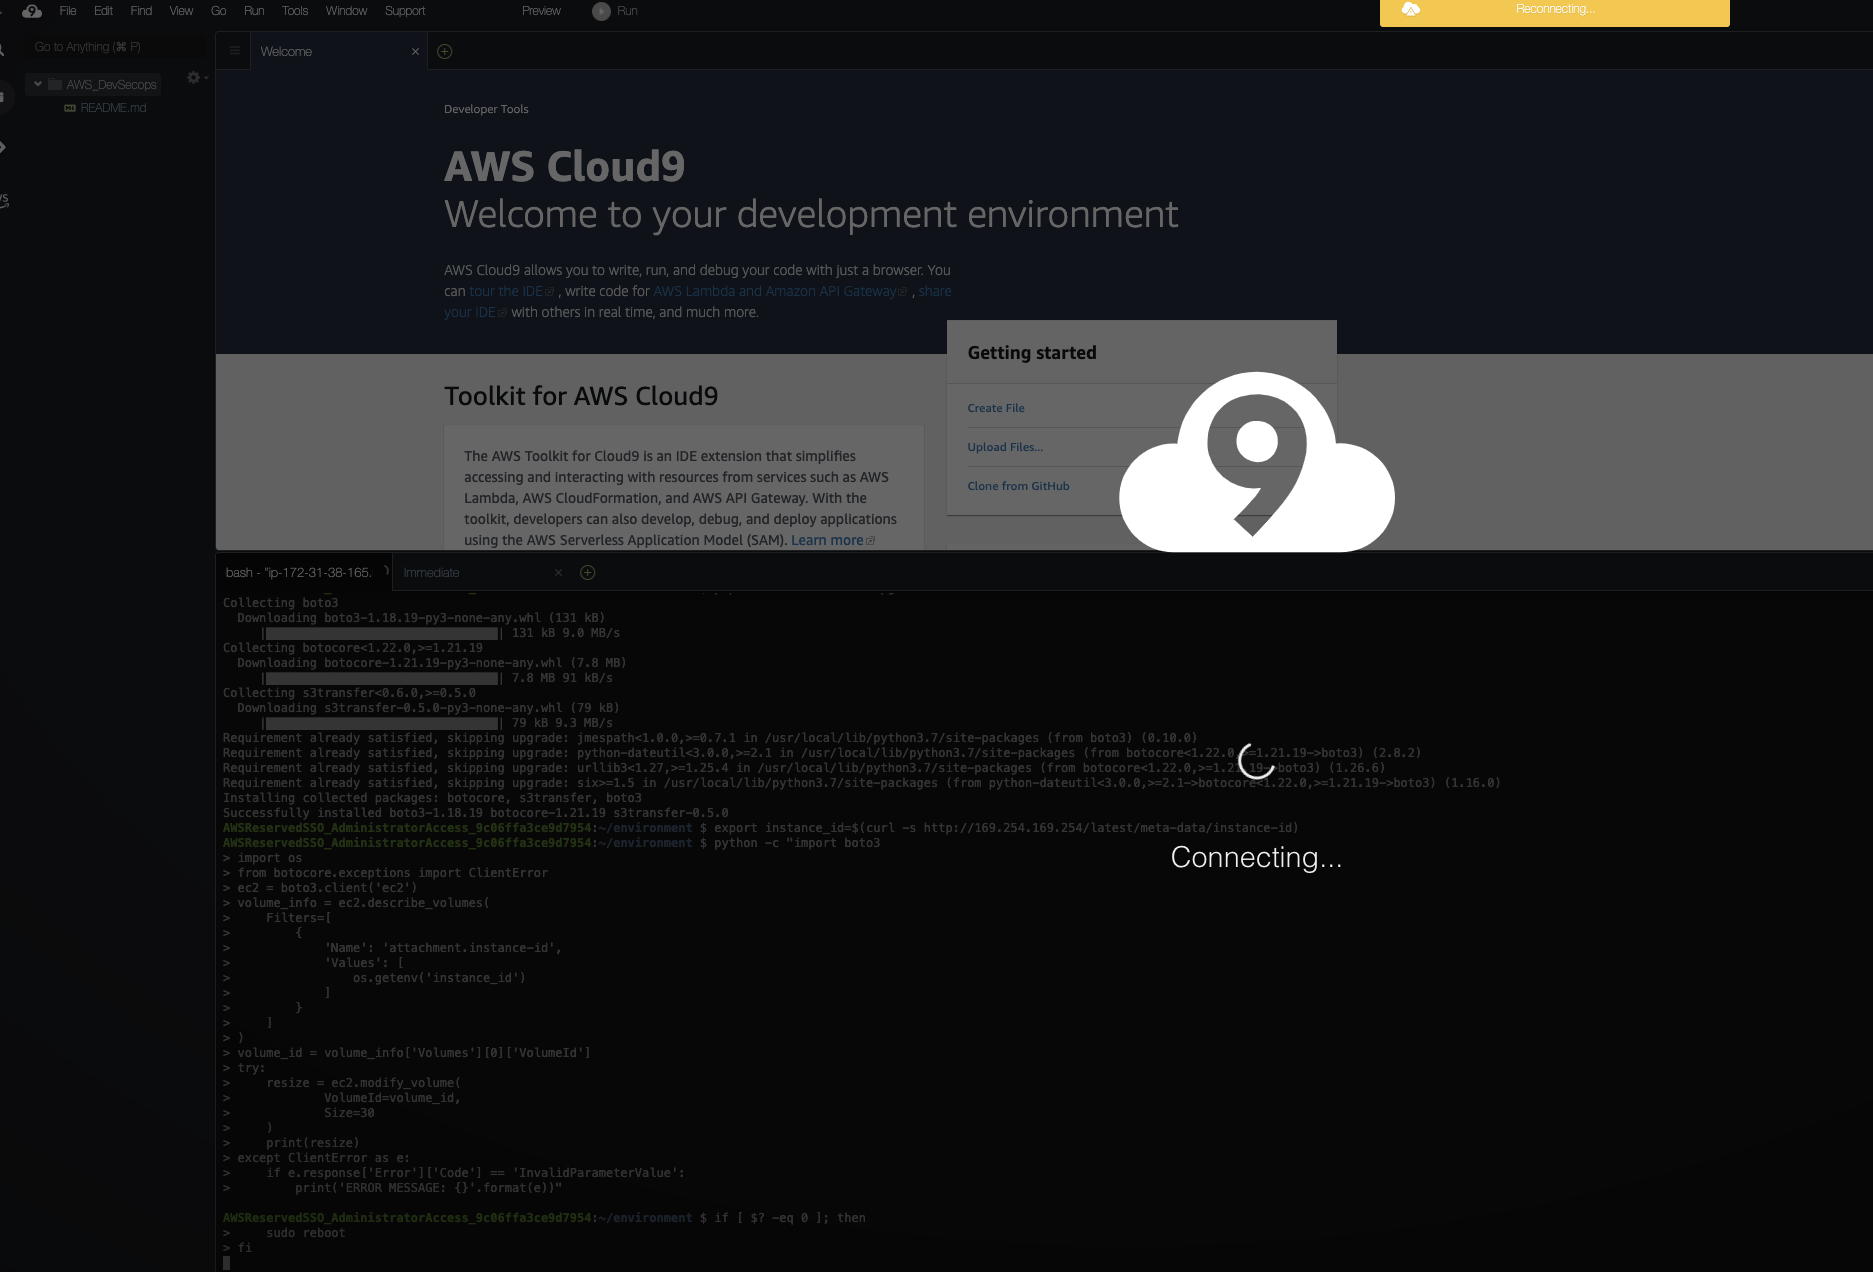 File Edit Find View Go Run Tools Window Support Preview Run
Reconnecting...
Go to Anything (⌘ P)
Welcome
AWS_DevSecops
README.md
Developer Tools
AWS Cloud9
Welcome to your development environment
AWS Cloud9 allows you to write, run, and debug your code with just a browser. You
can tour the IDE , write code for AWS Lambda and Amazon API Gateway , share
your IDE with others in real time, and much more.
Getting started
Create File
Upload Files...
Clone from GitHub
Toolkit for AWS Cloud9
The AWS Toolkit for Cloud9 is an IDE extension that simplifies
accessing and interacting with resources from services such as AWS
Lambda, AWS CloudFormation, and AWS API Gateway. With the
toolkit, developers can also develop, debug, and deploy applications
using the AWS Serverless Application Model (SAM). Learn more
9
bash - "ip-172-31-38-165.
Immediate
Collecting boto3
  Downloading boto3-1.18.19-py3-none-any.whl (131 kB)
     |████████████████████████████████| 131 kB 9.0 MB/s
Collecting botocore<1.22.0,>=1.21.19
  Downloading botocore-1.21.19-py3-none-any.whl (7.8 MB)
     |████████████████████████████████| 7.8 MB 91 kB/s
Collecting s3transfer<0.6.0,>=0.5.0
  Downloading s3transfer-0.5.0-py3-none-any.whl (79 kB)
     |████████████████████████████████| 79 kB 9.3 MB/s
Requirement already satisfied, skipping upgrade: jmespath<1.0.0,>=0.7.1 in /usr/local/lib/python3.7/site-packages (from boto3) (0.10.0)
Requirement already satisfied, skipping upgrade: python-dateutil<3.0.0,>=2.1 in /usr/local/lib/python3.7/site-packages (from botocore<1.22.0,>=1.21.19->boto3) (2.8.2)
Requirement already satisfied, skipping upgrade: urllib3<1.27,>=1.25.4 in /usr/local/lib/python3.7/site-packages (from botocore<1.22.0,>=1.21.19->boto3) (1.26.6)
Requirement already satisfied, skipping upgrade: six>=1.5 in /usr/local/lib/python3.7/site-packages (from python-dateutil<3.0.0,>=2.1->botocore<1.22.0,>=1.21.19->boto3) (1.16.0)
Installing collected packages: botocore, s3transfer, boto3
Successfully installed boto3-1.18.19 botocore-1.21.19 s3transfer-0.5.0
AWSReservedSSO_AdministratorAccess_9c06ffa3ce9d7954:~/environment $ export instance_id=$(curl -s http://169.254.169.254/latest/meta-data/instance-id)
AWSReservedSSO_AdministratorAccess_9c06ffa3ce9d7954:~/environment $ python -c "import boto3
> import os
> from botocore.exceptions import ClientError
> ec2 = boto3.client('ec2')
> volume_info = ec2.describe_volumes(
>     Filters=[
>         {
>             'Name': 'attachment.instance-id',
>             'Values': [
>                 os.getenv('instance_id')
>             ]
>         }
>     ]
> )
> volume_id = volume_info['Volumes'][0]['VolumeId']
> try:
>     resize = ec2.modify_volume(
>             VolumeId=volume_id,
>             Size=30
>     )
>     print(resize)
> except ClientError as e:
>     if e.response['Error']['Code'] == 'InvalidParameterValue':
>         print('ERROR MESSAGE: {}'.format(e))"
AWSReservedSSO_AdministratorAccess_9c06ffa3ce9d7954:~/environment $ if [ $? -eq 0 ]; then
>     sudo reboot
> fi
Connecting...